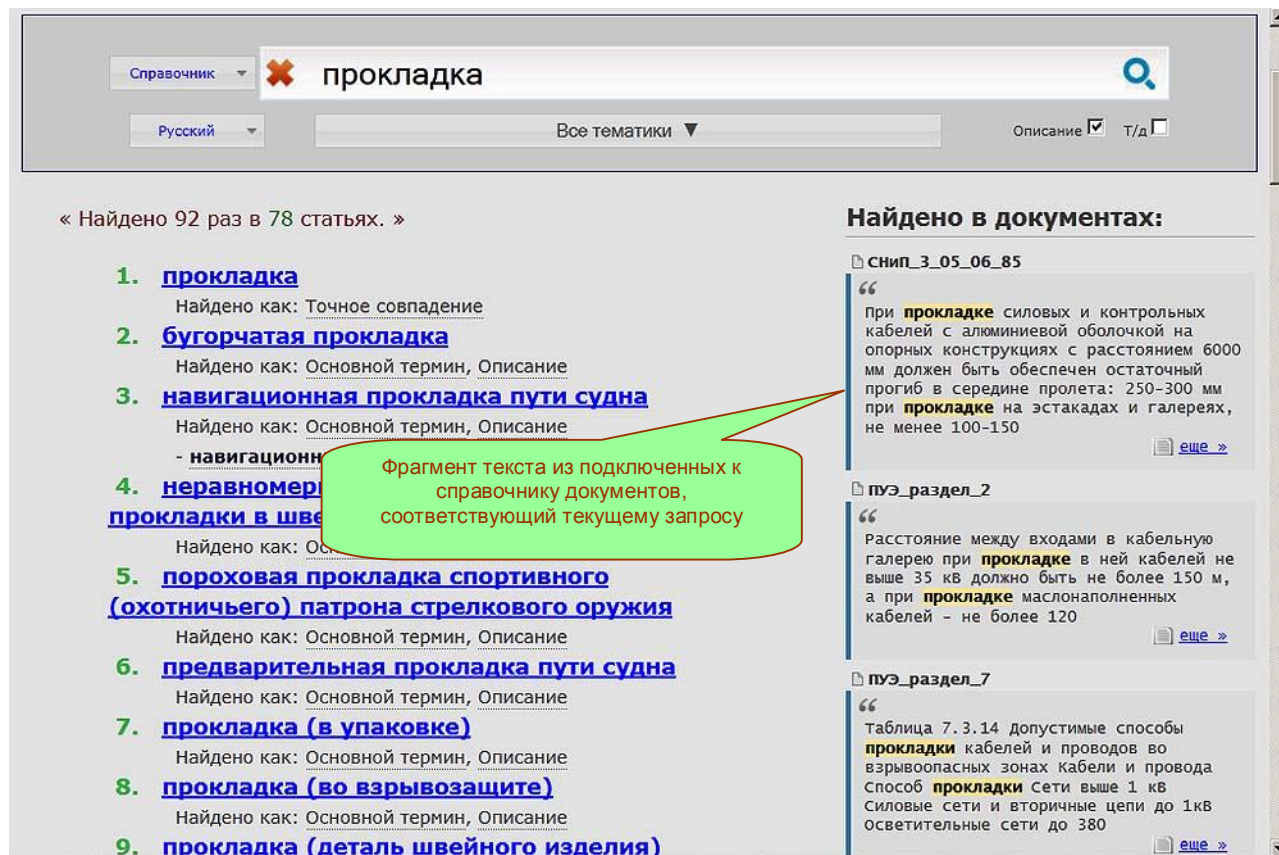 Справочник
прокладка
Русский
Все тематики ▼
Описание
Т/д
« Найдено 92 раз в 78 статьях. »
1. прокладка
Найдено как: Точное совпадение
2. бугорчатая прокладка
Найдено как: Основной термин, Описание
3. навигационная прокладка пути судна
Найдено как: Основной термин, Описание
- навигационн
4. неравномер
прокладки в шве
Найдено как: Ос
5. пороховая прокладка спортивного
(охотничьего) патрона стрелкового оружия
Найдено как: Основной термин, Описание
6. предварительная прокладка пути судна
Найдено как: Основной термин, Описание
7. прокладка (в упаковке)
Найдено как: Основной термин, Описание
8. прокладка (во взрывозащите)
Найдено как: Основной термин, Описание
9. прокладка (деталь швейного изделия)
Фрагмент текста из подключенных к
справочнику документов,
соответствующий текущему запросу
Найдено в документах:
СНиП_3_05_06_85
“
При прокладке силовых и контрольных
кабелей с алюминиевой оболочкой на
опорных конструкциях с расстоянием 6000
мм должен быть обеспечен остаточный
прогиб в середине пролета: 250-300 мм
при прокладке на эстакадах и галереях,
не менее 100-150
еще »
ПУЭ_раздел_2
“
Расстояние между входами в кабельную
галерею при прокладке в ней кабелей не
выше 35 кВ должно быть не более 150 м,
а при прокладке маслонаполненных
кабелей - не более 120
еще »
ПУЭ_раздел_7
“
Таблица 7.3.14 Допустимые способы
прокладки кабелей и проводов во
взрывоопасных зонах Кабели и провода
Способ прокладки Сети выше 1 кВ
Силовые сети и вторичные цепи до 1кВ
Осветительные сети до 380
еще »